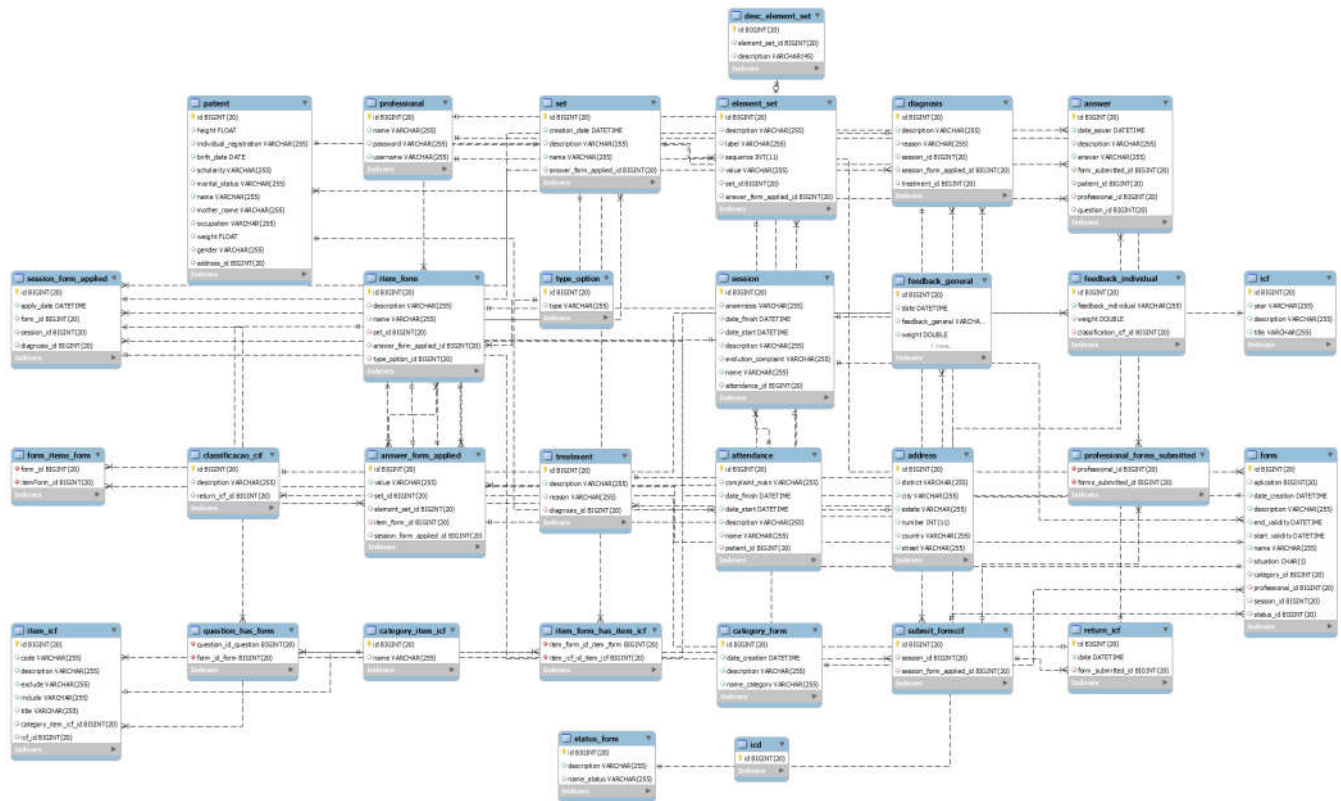 desc_element_set
id BIGINT(20)
element_set_id BIGINT(20)
description VARCHAR(45)
Indexes
patient
id BIGINT(20)
height FLOAT
individual_registration VARCHAR(255)
birth_date DATE
scholarity VARCHAR(255)
marital_status VARCHAR(255)
name VARCHAR(255)
mother_name VARCHAR(255)
occupation VARCHAR(255)
weight FLOAT
gender VARCHAR(255)
address_id BIGINT(20)
Indexes
professional
id BIGINT(20)
name VARCHAR(255)
password VARCHAR(255)
username VARCHAR(255)
Indexes
set
id BIGINT(20)
creation_date DATETIME
description VARCHAR(255)
name VARCHAR(255)
answer_form_applied_id BIGINT(20)
Indexes
element_set
id BIGINT(20)
description VARCHAR(255)
label VARCHAR(255)
sequence INT(11)
value VARCHAR(255)
set_id BIGINT(20)
answer_form_applied_id BIGINT(20)
Indexes
diagnosis
id BIGINT(20)
description VARCHAR(255)
reason VARCHAR(255)
session_id BIGINT(20)
session_form_applied_id BIGINT(20)
treatment_id BIGINT(20)
Indexes
answer
id BIGINT(20)
date_aswer DATETIME
description VARCHAR(255)
answer VARCHAR(255)
form_submitted_id BIGINT(20)
patient_id BIGINT(20)
professional_id BIGINT(20)
question_id BIGINT(20)
Indexes
session_form_applied
id BIGINT(20)
apply_date DATETIME
form_id BIGINT(20)
session_id BIGINT(20)
diagnosis_id BIGINT(20)
Indexes
item_form
id BIGINT(20)
description VARCHAR(255)
name VARCHAR(255)
set_id BIGINT(20)
answer_form_applied_id BIGINT(20)
type_option_id BIGINT(20)
Indexes
type_option
id BIGINT(20)
type VARCHAR(255)
Indexes
session
id BIGINT(20)
anamnesis VARCHAR(255)
date_finish DATETIME
date_start DATETIME
description VARCHAR(255)
evolution_complaint VARCHAR(255)
name VARCHAR(255)
attendance_id BIGINT(20)
Indexes
feedback_general
id BIGINT(20)
date DATETIME
feedback_general VARCHA...
weight DOUBLE
Indexes
feedback_individual
id BIGINT(20)
feedback_individual VARCHAR(255)
weight DOUBLE
classification_icf_id BIGINT(20)
Indexes
icf
id BIGINT(20)
year VARCHAR(255)
description VARCHAR(255)
title VARCHAR(255)
Indexes
form_items_form
form_id BIGINT(20)
itemForm_id BIGINT(20)
Indexes
classificacao_cif
id BIGINT(20)
description VARCHAR(255)
return_icf_id BIGINT(20)
Indexes
answer_form_applied
id BIGINT(20)
value VARCHAR(255)
set_id BIGINT(20)
element_set_id BIGINT(20)
item_form_id BIGINT(20)
session_form_applied_id BIGINT(20)
Indexes
treatment
id BIGINT(20)
description VARCHAR(255)
reason VARCHAR(255)
diagnosis_id BIGINT(20)
Indexes
attendance
id BIGINT(20)
complaint_main VARCHAR(255)
date_finish DATETIME
date_start DATETIME
description VARCHAR(255)
name VARCHAR(255)
patient_id BIGINT(20)
Indexes
address
id BIGINT(20)
district VARCHAR(255)
city VARCHAR(255)
estate VARCHAR(255)
number INT(11)
country VARCHAR(255)
street VARCHAR(255)
Indexes
professional_forms_submitted
professional_id BIGINT(20)
forms_submitted_id BIGINT(20)
Indexes
form
id BIGINT(20)
aplication BIGINT(20)
date_creation DATETIME
description VARCHAR(255)
end_validity DATETIME
start_validity DATETIME
name VARCHAR(255)
situation CHAR(1)
category_id BIGINT(20)
professional_id BIGINT(20)
session_id BIGINT(20)
status_id BIGINT(20)
Indexes
item_icf
id BIGINT(20)
code VARCHAR(255)
description VARCHAR(255)
exclude VARCHAR(255)
include VARCHAR(255)
title VARCHAR(255)
category_item_icf_id BIGINT(20)
icf_id BIGINT(20)
Indexes
question_has_form
question_id_question BIGINT(20)
form_id_form BIGINT(20)
Indexes
category_item_icf
id BIGINT(20)
name VARCHAR(255)
Indexes
item_form_has_item_icf
item_form_id_item_form BIGINT(20)
item_icf_id_item_icf BIGINT(20)
Indexes
category_form
id BIGINT(20)
date_creation DATETIME
description VARCHAR(255)
name_category VARCHAR(255)
Indexes
submit_formcif
id BIGINT(20)
session_id BIGINT(20)
session_form_applied_id BIGINT(20)
Indexes
return_icf
id BIGINT(20)
date DATETIME
form_submitted_id BIGINT(20)
Indexes
status_form
id BIGINT(20)
description VARCHAR(255)
name_status VARCHAR(255)
Indexes
icd
id BIGINT(20)
Indexes